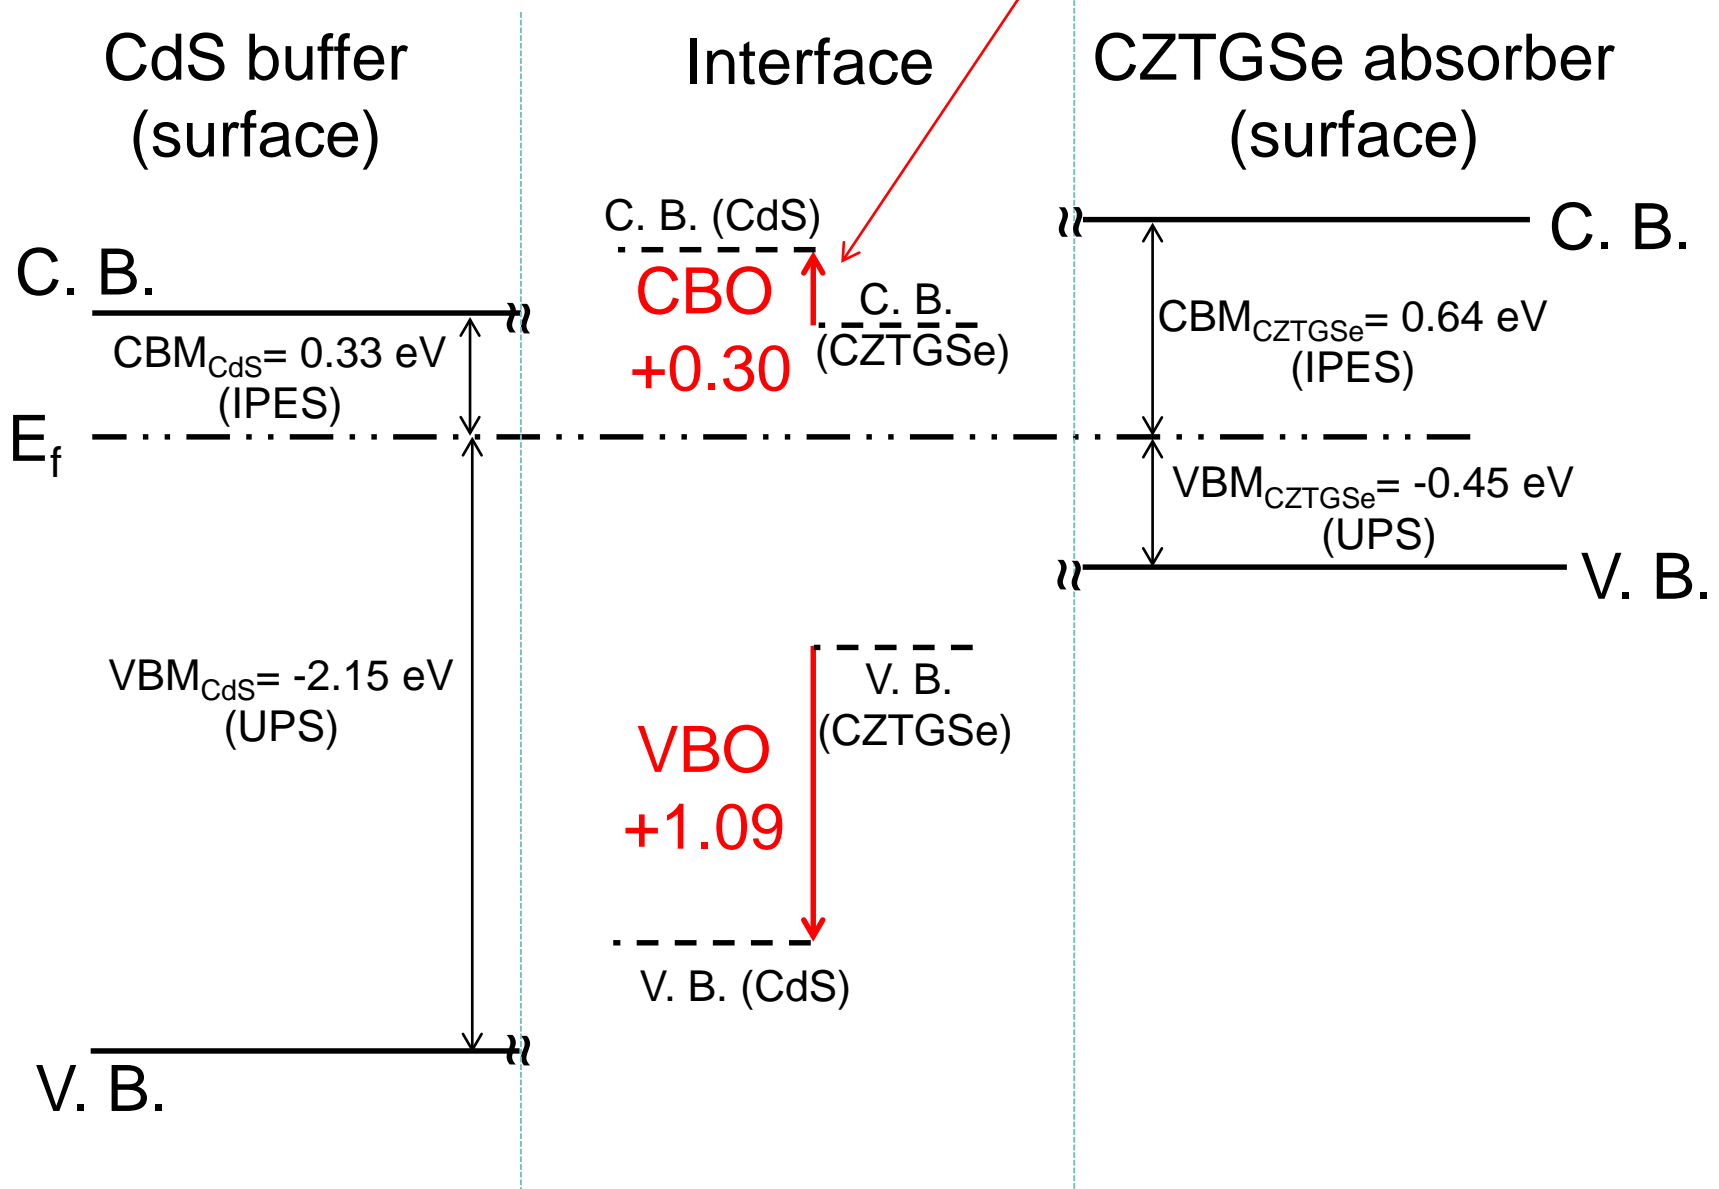 CdS buffer
(surface)
Interface
CZTGSe absorber
(surface)
C. B.
CBM_CdS= 0.33 eV
(IPES)
E_f
VBM_CdS= -2.15 eV
(UPS)
V. B.
C. B. (CdS)
CBO
+0.30
C. B.
(CZTGSe)
V. B.
(CZTGSe)
VBO
+1.09
V. B. (CdS)
C. B.
CBM_CZTGSe= 0.64 eV
(IPES)
VBM_CZTGSe= -0.45 eV
(UPS)
V. B.